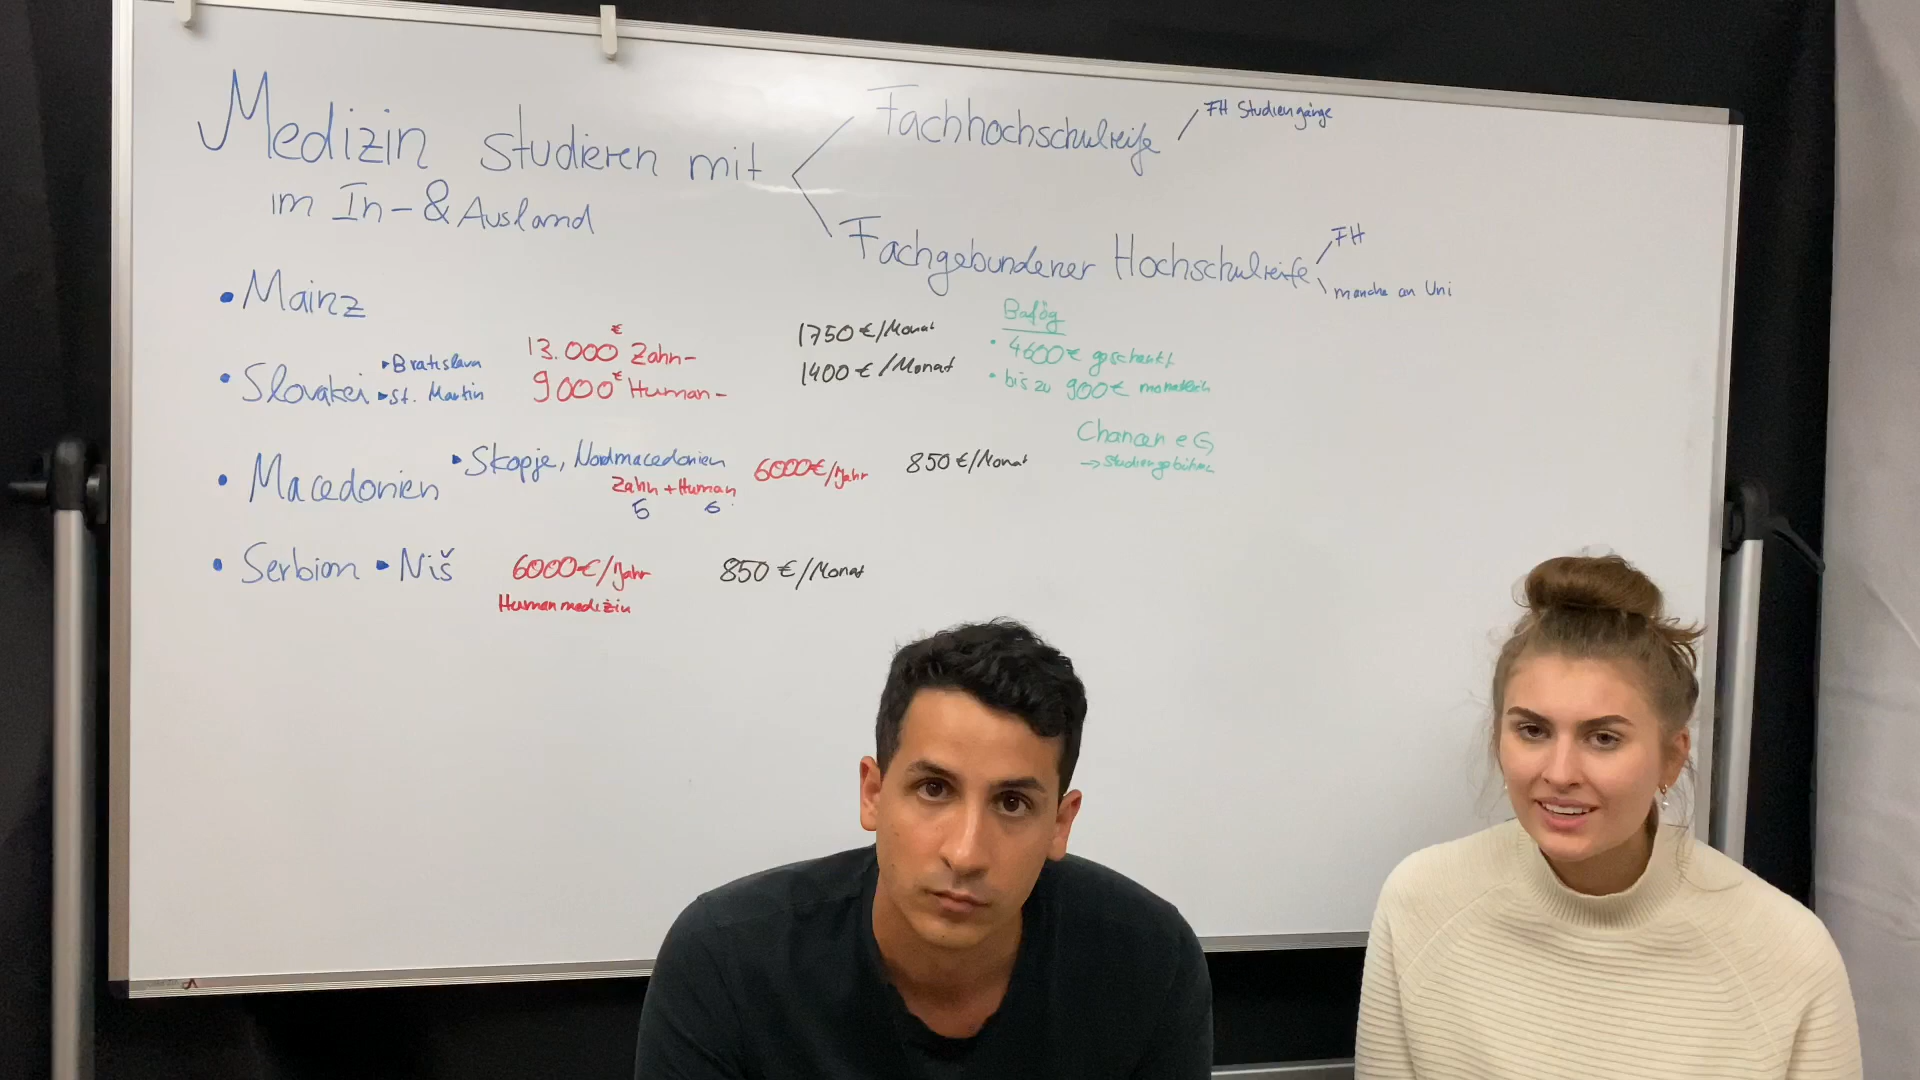 Medizin studieren mit
im In- & Ausland
Fachhochschulreife
FH Studiengänge
Fachgebundener Hochschulreife
FH
manche an Uni
• Mainz
• Slovakei
▸Bratislava
▸St. Martin
13.000€ Zahn-
9000€ Human-
1750€/Monat
1400€/Monat
Bafög
• 4600€ geschenkt
• bis zu 900€ monatlich
Chancen eG
→ Studiengebühren
• Macedonien
▸Skopje, Nordmacedonien
Zahn + Human
5 6
6000€/Jahr
850€/Monat
• Serbien ▸ Niš
6000€/Jahr
Humanmedizin
850€/Monat